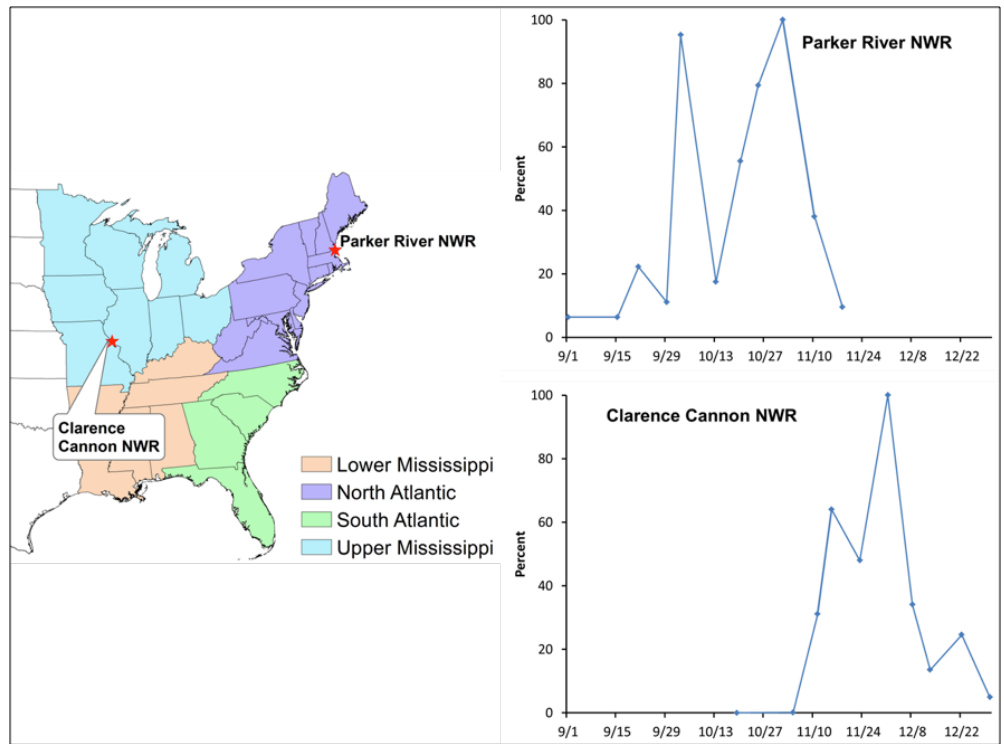 Parker River NWR
Clarence
Cannon NWR
Lower Mississippi
North Atlantic
South Atlantic
Upper Mississippi
Parker River NWR
Percent
100
80
60
40
20
0
9/1 9/15 9/29 10/13 10/27 11/10 11/24 12/8 12/22
Clarence Cannon NWR
Percent
100
80
60
40
20
0
9/1 9/15 9/29 10/13 10/27 11/10 11/24 12/8 12/22